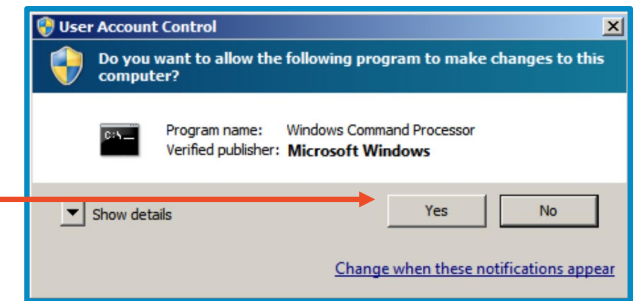 User Account Control
Do you want to allow the following program to make changes to this
computer?
C:\_
Program name: Windows Command Processor
Verified publisher: Microsoft Windows
Show details
Yes
No
Change when these notifications appear